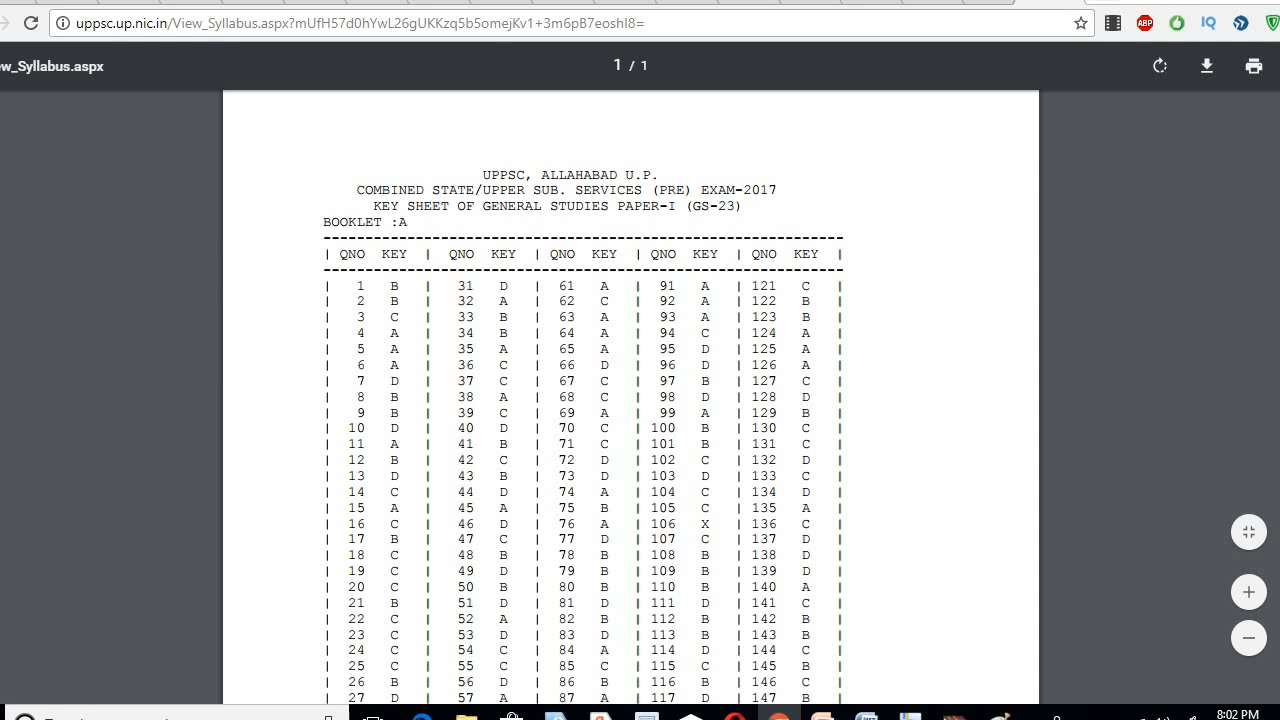 uppsc.up.nic.in/View_Syllabus.aspx?mUfH57d0hYwL26gUKKzq5b5omejKv1+3m6pB7eoshI8=
ABP
IQ
ew_Syllabus.aspx
1 / 1
UPPSC, ALLAHABAD U.P.
COMBINED STATE/UPPER SUB. SERVICES (PRE) EXAM-2017
KEY SHEET OF GENERAL STUDIES PAPER-I (GS-23)
BOOKLET :A
--------------------------------------------------------------
| QNO KEY | QNO KEY | QNO KEY | QNO KEY | QNO KEY |
--------------------------------------------------------------
| 1 B | 31 D | 61 A | 91 A | 121 C |
| 2 B | 32 A | 62 C | 92 A | 122 B |
| 3 C | 33 B | 63 A | 93 A | 123 B |
| 4 A | 34 B | 64 A | 94 C | 124 A |
| 5 A | 35 A | 65 A | 95 D | 125 A |
| 6 A | 36 C | 66 D | 96 D | 126 A |
| 7 D | 37 C | 67 C | 97 B | 127 C |
| 8 B | 38 A | 68 C | 98 D | 128 D |
| 9 B | 39 C | 69 A | 99 A | 129 B |
| 10 D | 40 D | 70 C | 100 B | 130 C |
| 11 A | 41 B | 71 C | 101 B | 131 C |
| 12 B | 42 C | 72 D | 102 C | 132 D |
| 13 D | 43 B | 73 D | 103 D | 133 C |
| 14 C | 44 D | 74 A | 104 C | 134 D |
| 15 A | 45 A | 75 B | 105 C | 135 A |
| 16 C | 46 D | 76 A | 106 X | 136 C |
| 17 B | 47 C | 77 D | 107 C | 137 D |
| 18 C | 48 B | 78 B | 108 B | 138 D |
| 19 C | 49 D | 79 B | 109 B | 139 D |
| 20 C | 50 B | 80 B | 110 B | 140 A |
| 21 B | 51 D | 81 D | 111 D | 141 C |
| 22 C | 52 A | 82 B | 112 B | 142 B |
| 23 C | 53 D | 83 D | 113 B | 143 B |
| 24 C | 54 C | 84 A | 114 D | 144 C |
| 25 C | 55 C | 85 C | 115 C | 145 B |
| 26 B | 56 D | 86 B | 116 B | 146 C |
| 27 D | 57 A | 87 A | 117 D | 147 B |
8:02 PM